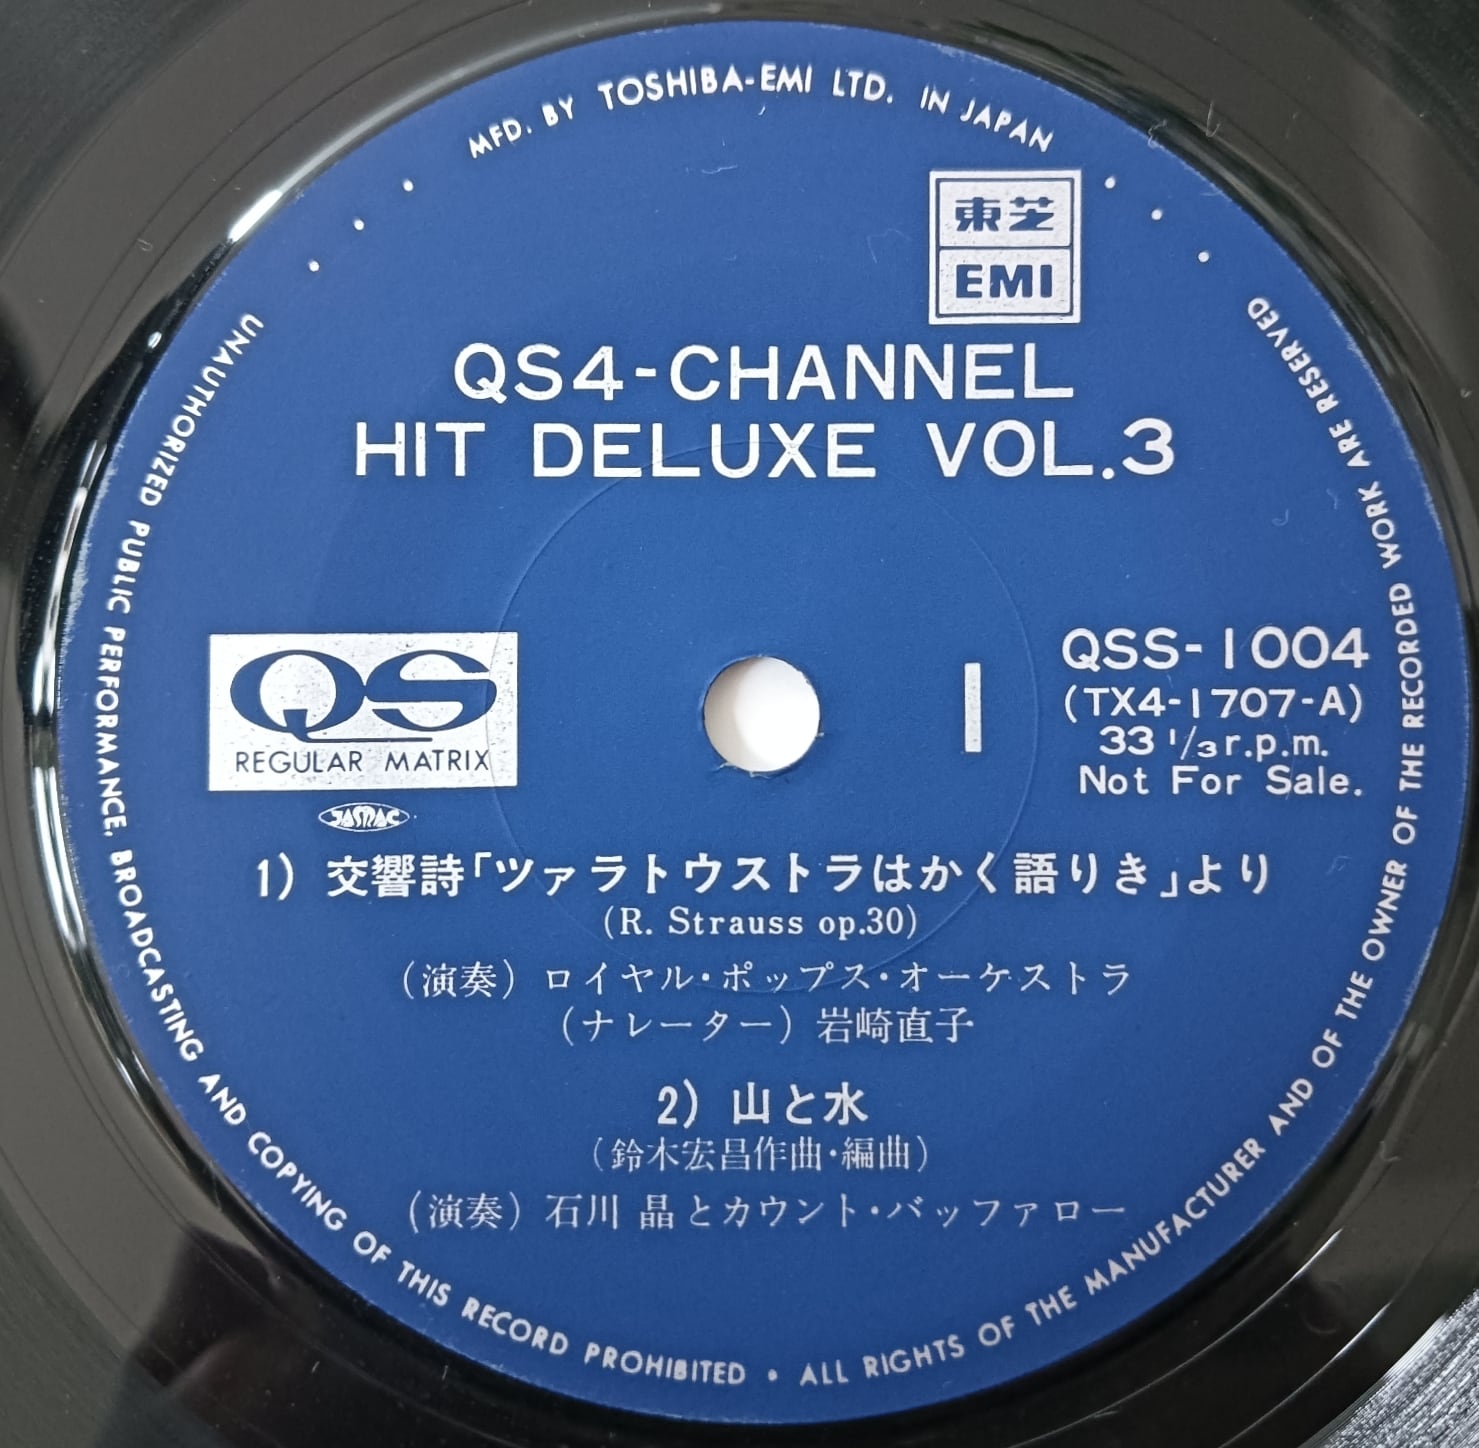 MFD. BY TOSHIBA-EMI LTD. IN JAPAN
東芝
EMI
QS4-CHANNEL
HIT DELUXE VOL.3
QS
REGULAR MATRIX
JASRAC
I
QSS-1004
(TX4-1707-A)
33 1/3 r.p.m.
Not For Sale.
1) 交響詩「ツァラトウストラはかく語りき」より
(R. Strauss op.30)
(演奏) ロイヤル・ポップス・オーケストラ
(ナレーター) 岩崎直子
2) 山と水
(鈴木宏昌作曲・編曲)
(演奏) 石川 晶とカウント・バッファロー
UNAUTHORIZED PUBLIC PERFORMANCE, BROADCASTING AND COPYING OF THIS RECORD PROHIBITED • ALL RIGHTS OF THE MANUFACTURER AND OF THE OWNER OF THE RECORDED WORK ARE RESERVED